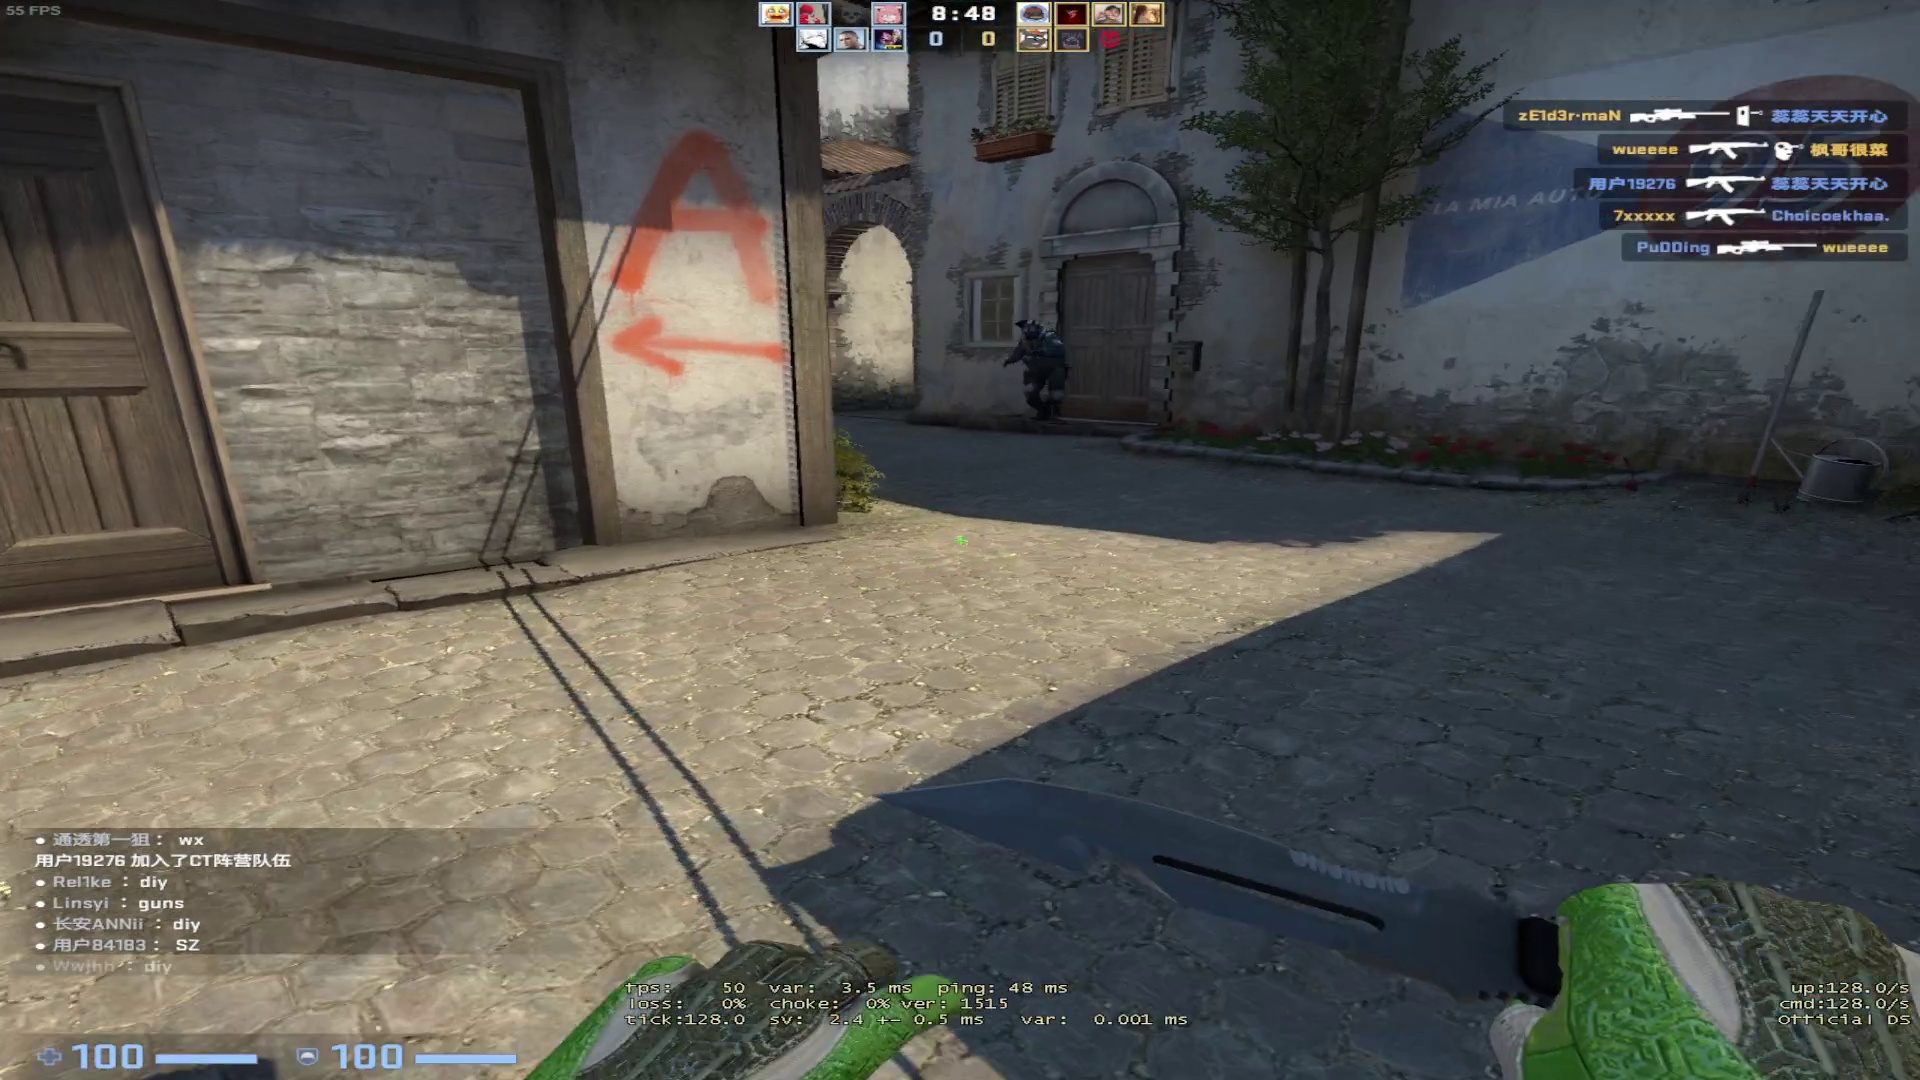 55 FPS
8:48
0 0
zE1d3r·maN 蕊蕊天天开心
wueeee 枫哥很菜
用户19276 蕊蕊天天开心
7xxxxx Choicoekhaa.
PuDDing wueeee
LA MIA AUTO
A
● 通透第一狙： wx
用户19276 加入了CT阵营队伍
● Rel1ke ： diy
● Linsyi ： guns
● 长安ANNii ： diy
● 用户84183 ： SZ
● Wwjhh ： diy
fps: 50 var: 3.5 ms ping: 48 ms
loss: 0% choke: 0% ver: 1515
tick:128.0 sv: 2.4 +- 0.5 ms var: 0.001 ms
up:128.0/s
cmd:128.0/s
Official DS
100 100